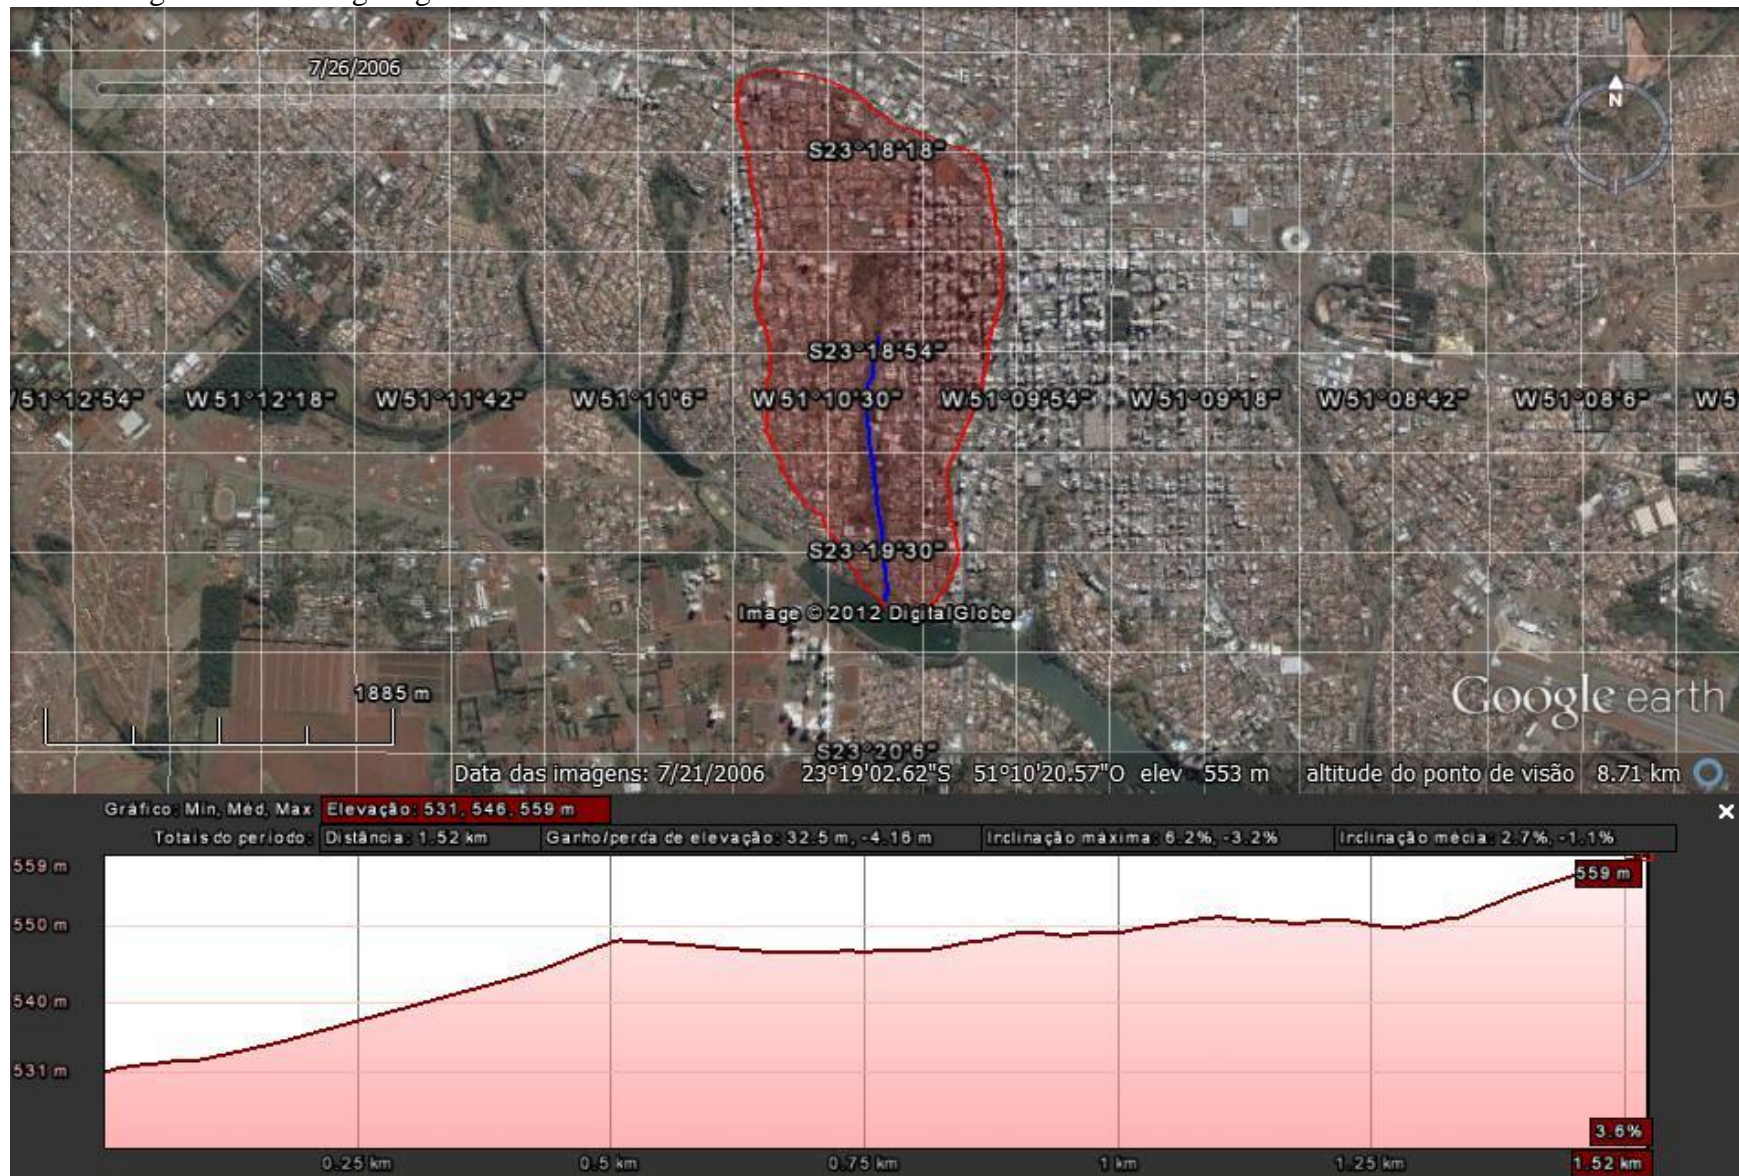 7/26/2006
N
S23°18'18"
S23°18'54"
/51°12'54" W51°12'18" W51°11'42" W51°11'6" W51°10'30" W51°09'54" W51°09'18" W51°08'42" W51°08'6" W5
S23°19'30"
Image © 2012 DigitalGlobe
1885 m
Google earth
S23°20'6"
Data das imagens: 7/21/2006 23°19'02.62"S 51°10'20.57"O elev 553 m altitude do ponto de visão 8.71 km
Gráfico: Min, Méd, Max Elevação: 531, 546, 559 m
Totais do período: Distância: 1.52 km Ganho/perda de elevação: 32.5 m, -4.16 m Inclinação máxima: 6.2%, -3.2% Inclinação média: 2.7%, -1.1%
559 m
559 m
550 m
540 m
531 m
3.6%
0.25 km 0.5 km 0.75 km 1 km 1.25 km 1.52 km